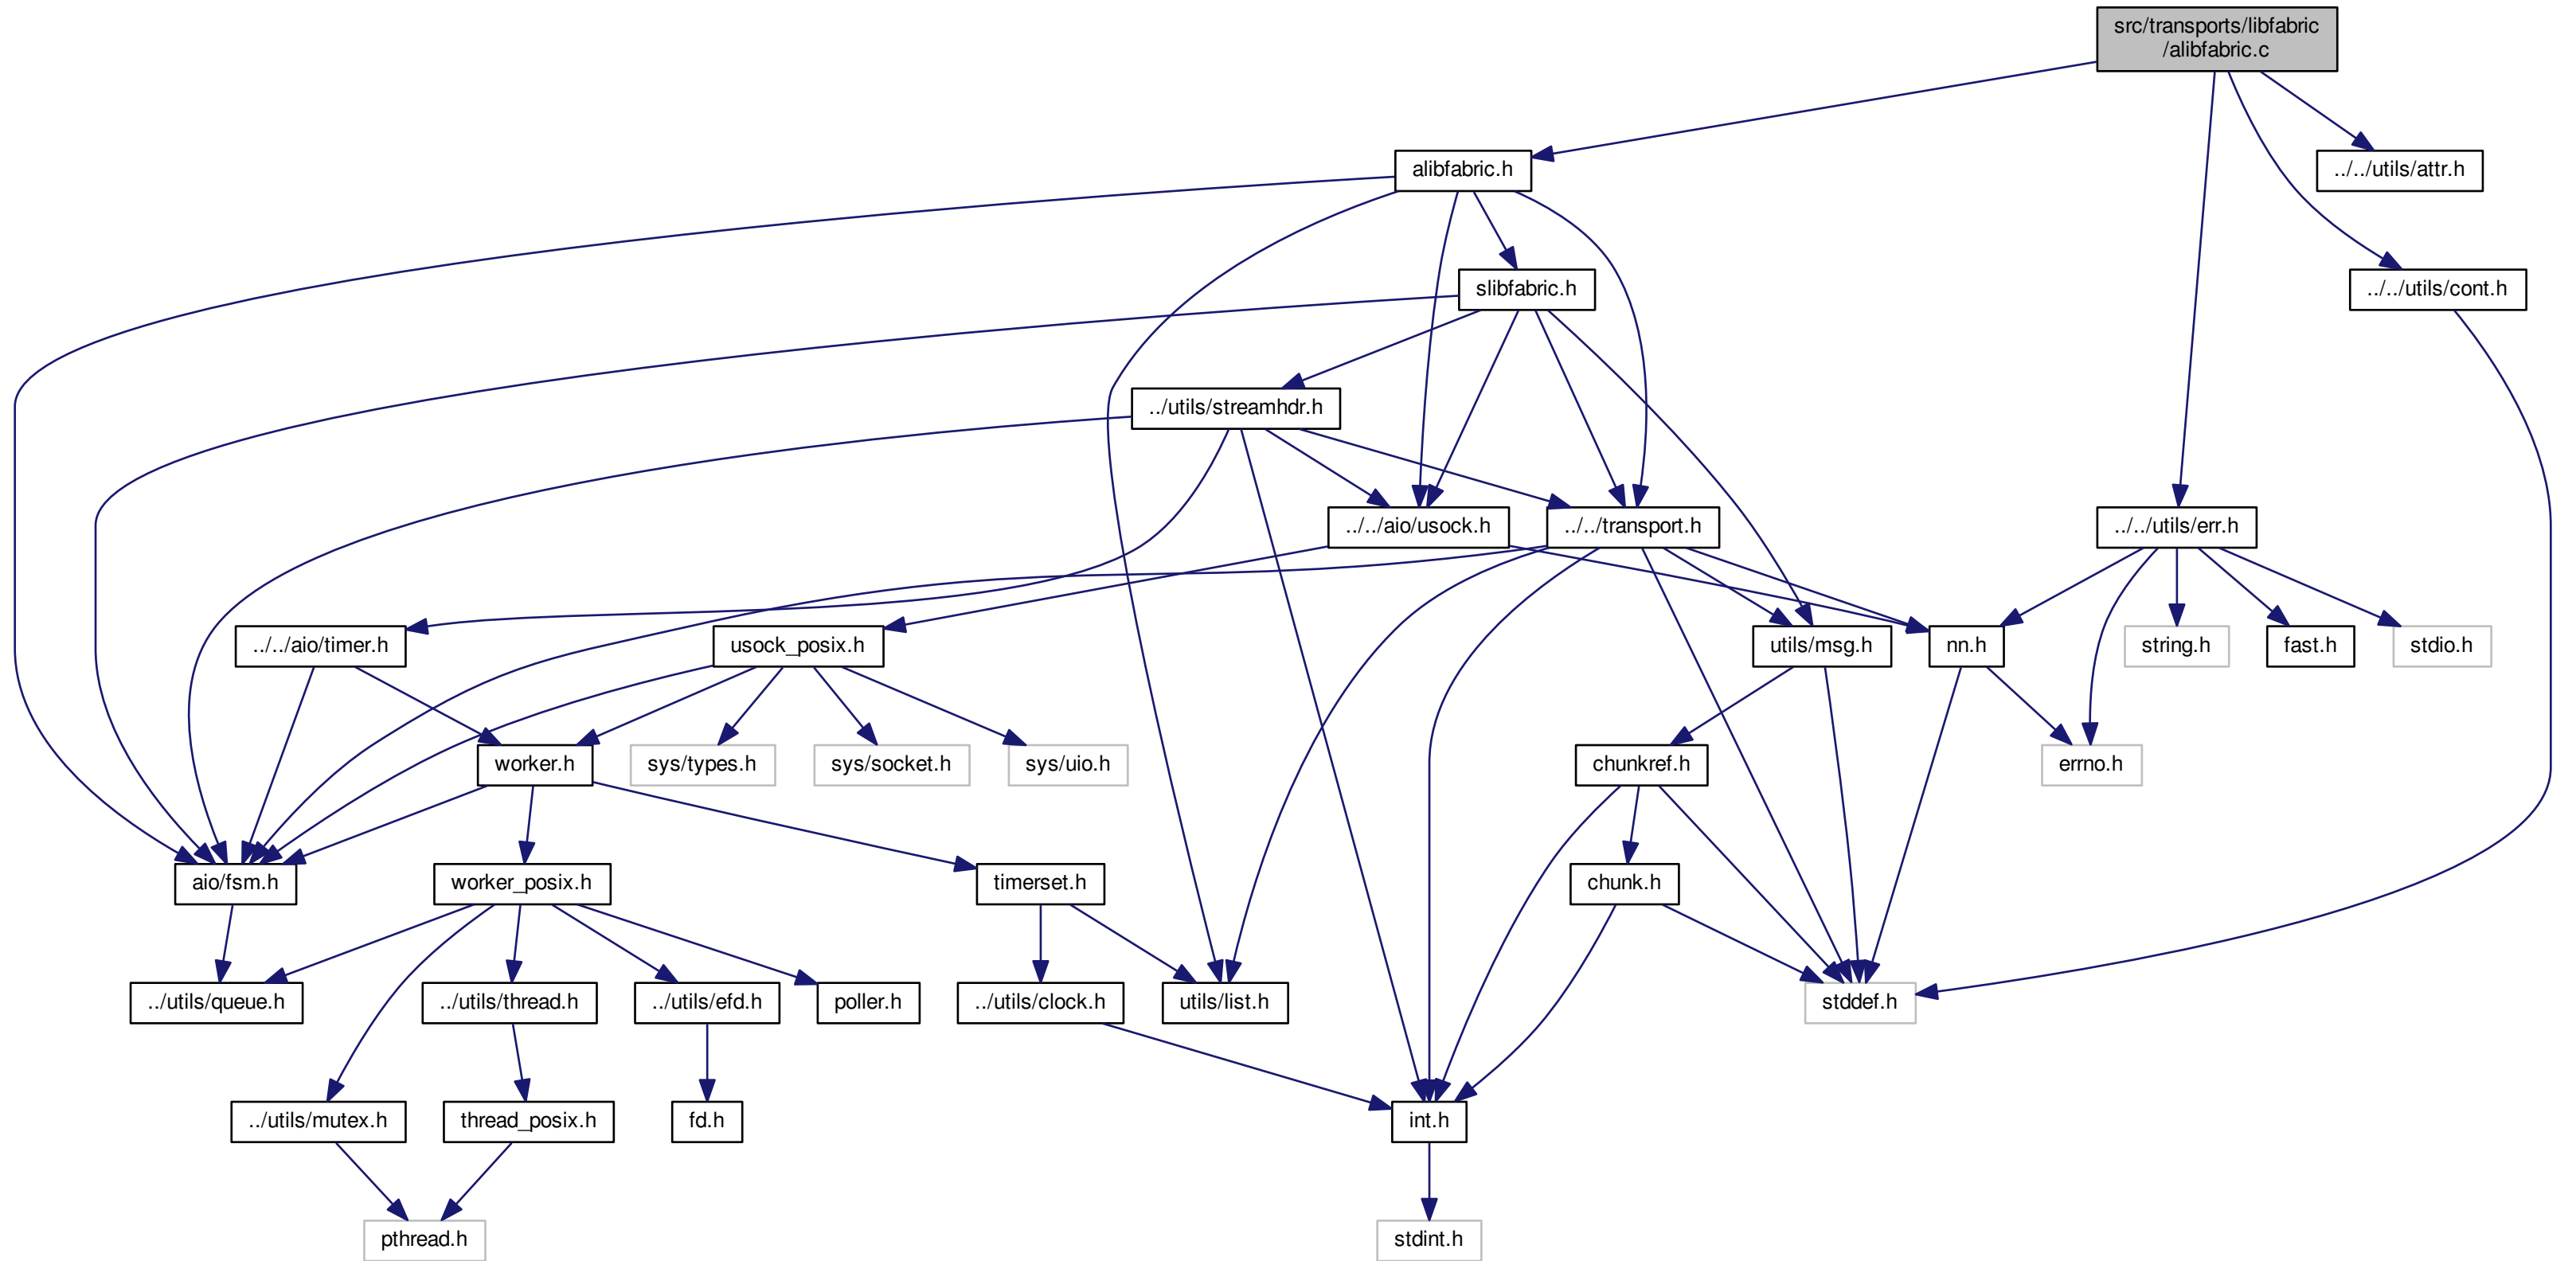 src/transports/libfabric
/alibfabric.c
alibfabric.h
../../utils/attr.h
slibfabric.h
../../utils/cont.h
../utils/streamhdr.h
../../aio/usock.h
../../transport.h
../../utils/err.h
../../aio/timer.h
usock_posix.h
utils/msg.h
nn.h
string.h
fast.h
stdio.h
worker.h
sys/types.h
sys/socket.h
sys/uio.h
chunkref.h
errno.h
aio/fsm.h
worker_posix.h
timerset.h
chunk.h
../utils/queue.h
../utils/thread.h
../utils/efd.h
poller.h
../utils/clock.h
utils/list.h
stddef.h
../utils/mutex.h
thread_posix.h
fd.h
int.h
pthread.h
stdint.h